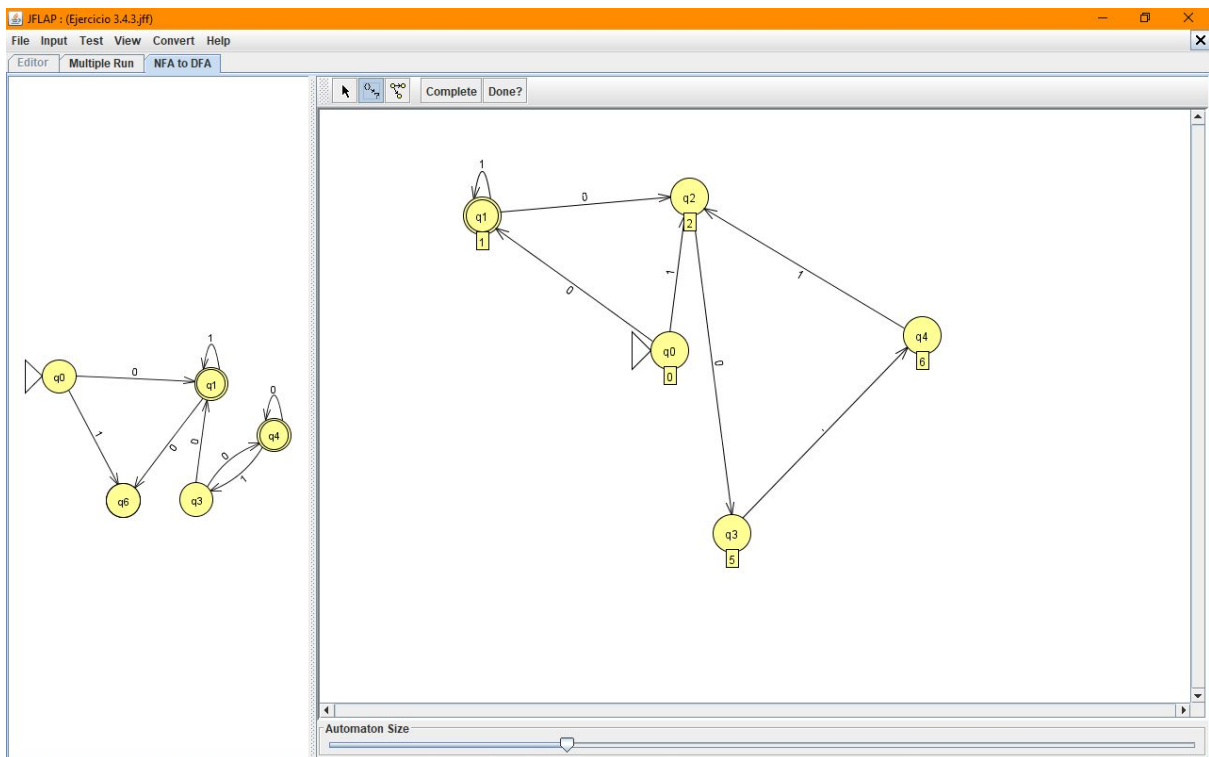 JFLAP : (Ejercicio 3.4.3.jff)
File Input Test View Convert Help
Editor Multiple Run NFA to DFA
Complete Done?
q0
0
1
q1
1
0
q6
q3
0
0
q4
0
1
q1
1
1
0
q2
2
0
1
q0
0
0
1
q4
6
q3
5
Automaton Size